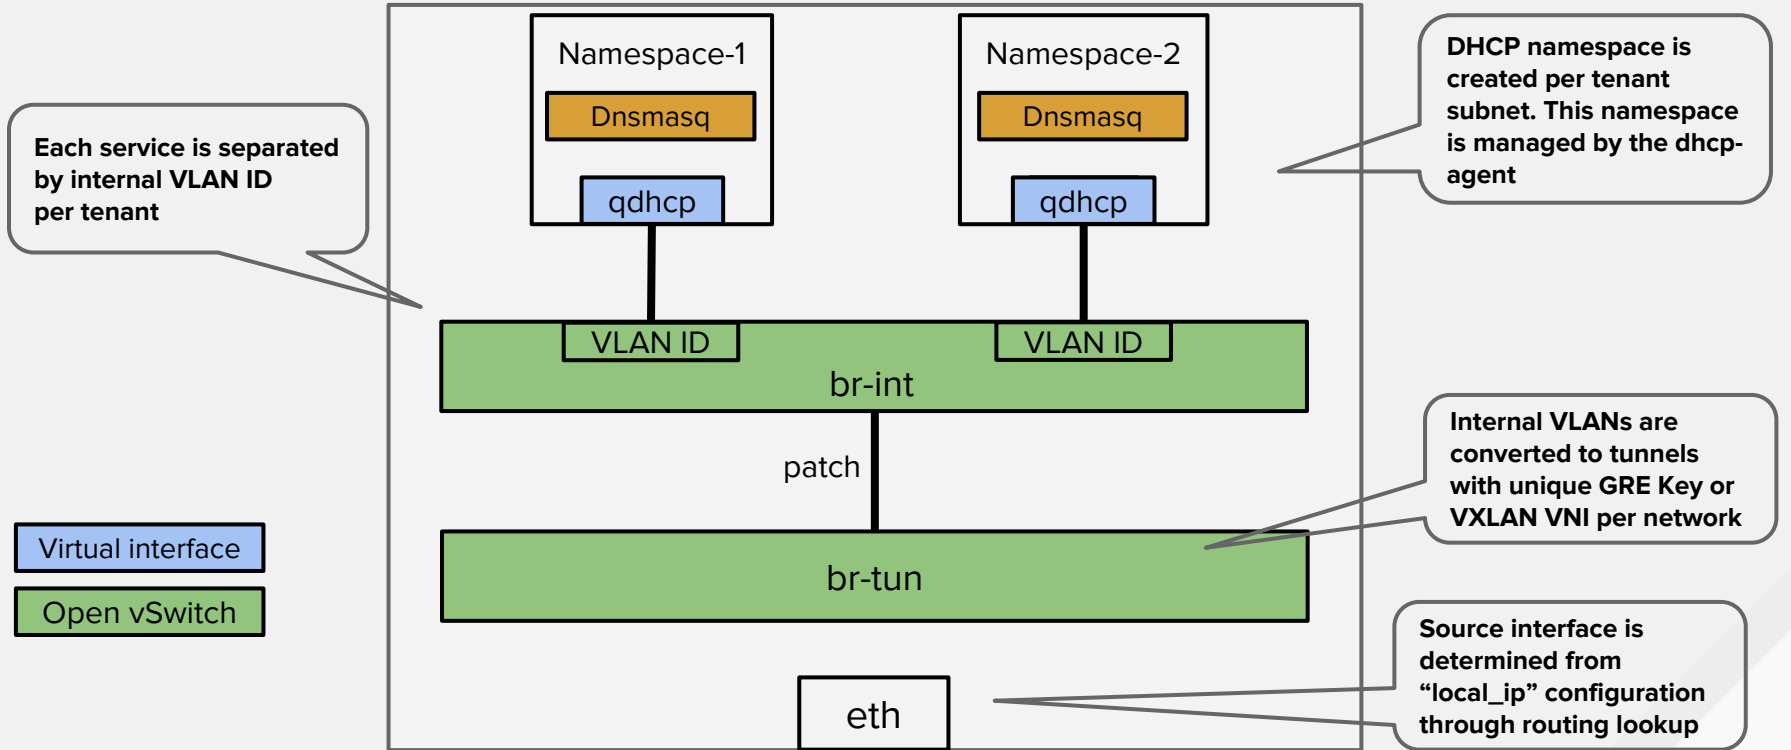 Namespace-1
Dnsmasq
qdhcp
Namespace-2
Dnsmasq
qdhcp
DHCP namespace is
created per tenant
subnet. This namespace
is managed by the dhcp-
agent
Each service is separated
by internal VLAN ID
per tenant
VLAN ID
VLAN ID
br-int
patch
Internal VLANs are
converted to tunnels
with unique GRE Key or
VXLAN VNI per network
Virtual interface
Open vSwitch
br-tun
Source interface is
determined from
“local_ip” configuration
through routing lookup
eth